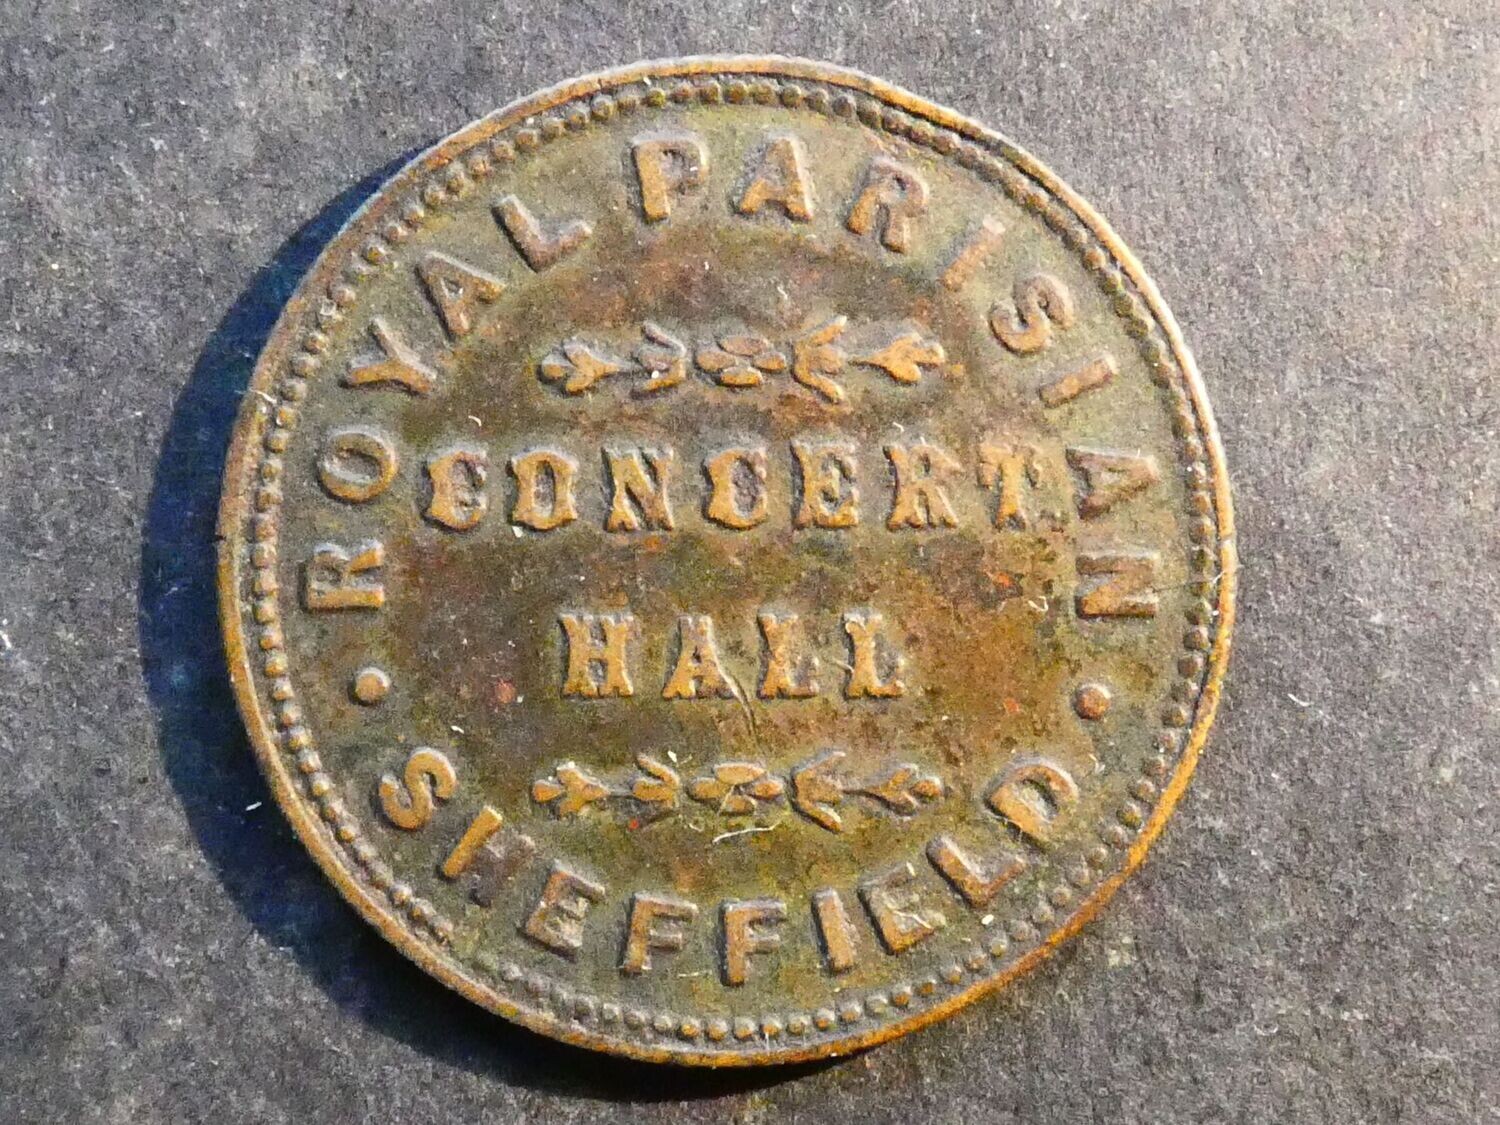 · ROYAL PARISIAN ·
CONCERT
HALL
SHEFFIELD